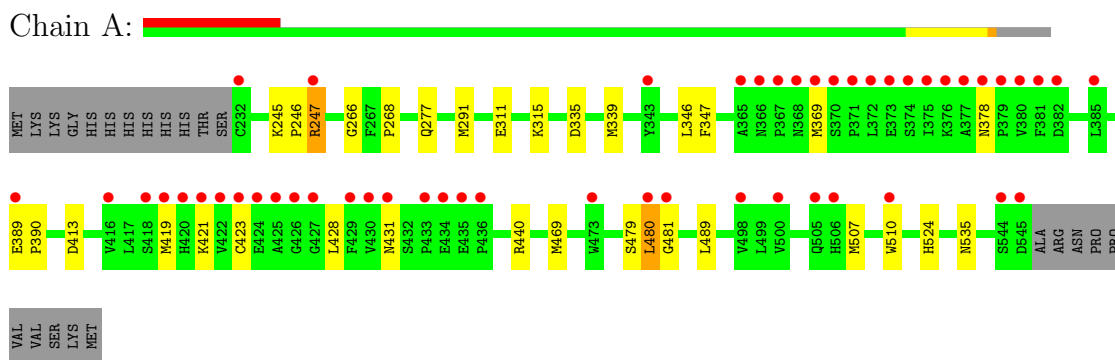 Chain A:
MET LYS LYS GLY HIS HIS HIS HIS HIS HIS THR SER C232 K245 P246 R247 G266 F267 P268 Q277 M291 E311 K315 D335 M339 Y343 L346 F347 A365 N366 P367 N368 M369 S370 P371 L372 E373 S374 I375 K376 A377 N378 P379 V380 F381 D382 L385
E389 P390 D413 V416 L417 S418 M419 H420 K421 V422 C423 E424 A425 G426 G427 L428 F429 V430 N431 S432 P433 E434 E435 P436 R440 M469 W473 S479 L480 G481 L489 V498 L499 V500 Q505 H506 M507 W510 H524 N535 S544 D545 ALA ARG ASN PRO PRO
VAL VAL SER LYS MET